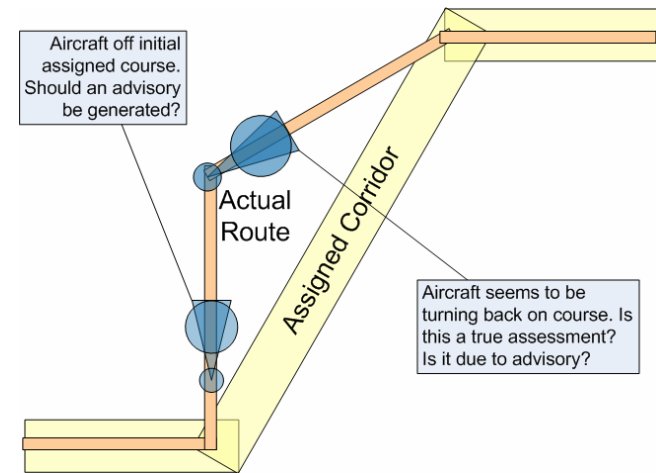 Aircraft off initial
assigned course.
Should an advisory
be generated?
Actual
Route
Assigned Corridor
Aircraft seems to be
turning back on course. Is
this a true assessment?
Is it due to advisory?